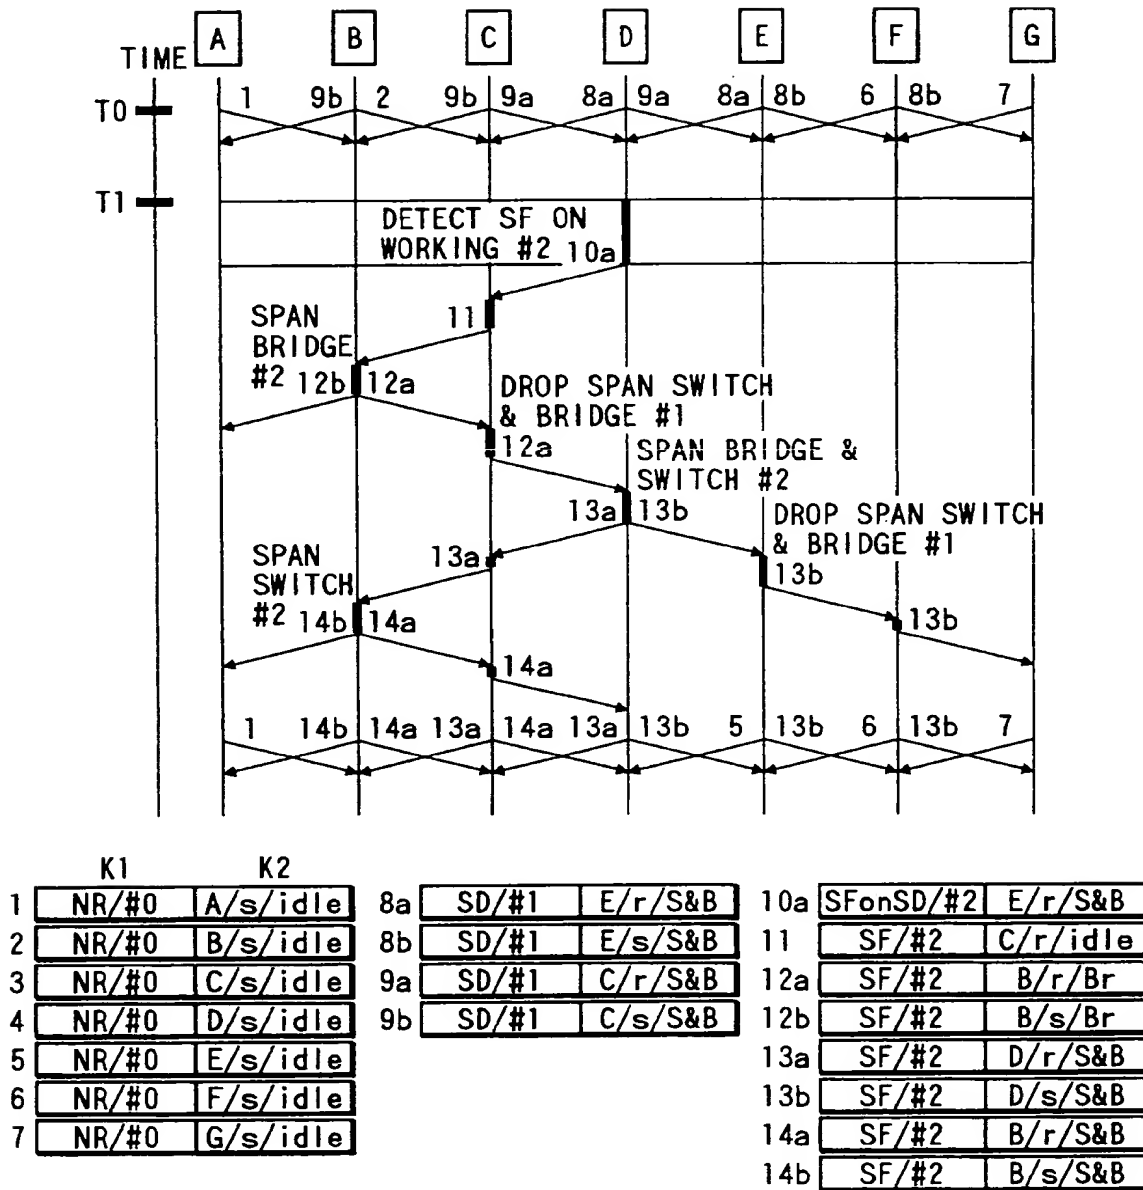 A B C D E F G
TIME
T0 1 9b 2 9b 9a 8a 9a 8a 8b 6 8b 7
T1
DETECT SF ON
WORKING #2 10a
11
SPAN
BRIDGE
#2 12b 12a
DROP SPAN SWITCH
& BRIDGE #1
12a
SPAN BRIDGE &
SWITCH #2
13a 13b
DROP SPAN SWITCH
& BRIDGE #1
13a
13b
SPAN
SWITCH
#2 14b 14a
13b
14a
1 14b 14a 13a 14a 13a 13b 5 13b 6 13b 7
K1 K2
1 NR/#0 A/s/idle
2 NR/#0 B/s/idle
3 NR/#0 C/s/idle
4 NR/#0 D/s/idle
5 NR/#0 E/s/idle
6 NR/#0 F/s/idle
7 NR/#0 G/s/idle
8a SD/#1 E/r/S&B
8b SD/#1 E/s/S&B
9a SD/#1 C/r/S&B
9b SD/#1 C/s/S&B
10a SFonSD/#2 E/r/S&B
11 SF/#2 C/r/idle
12a SF/#2 B/r/Br
12b SF/#2 B/s/Br
13a SF/#2 D/r/S&B
13b SF/#2 D/s/S&B
14a SF/#2 B/r/S&B
14b SF/#2 B/s/S&B